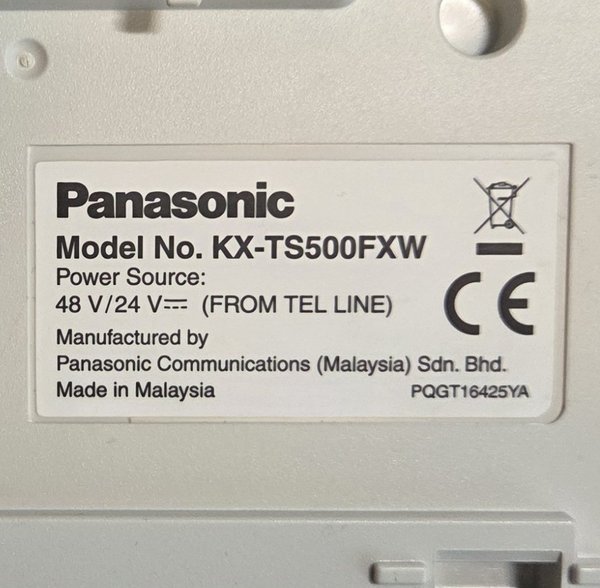 Panasonic
Model No. KX-TS500FXW
Power Source:
48 V/24 V⎓ (FROM TEL LINE)
Manufactured by
Panasonic Communications (Malaysia) Sdn. Bhd.
Made in Malaysia
PQGT16425YA
CE